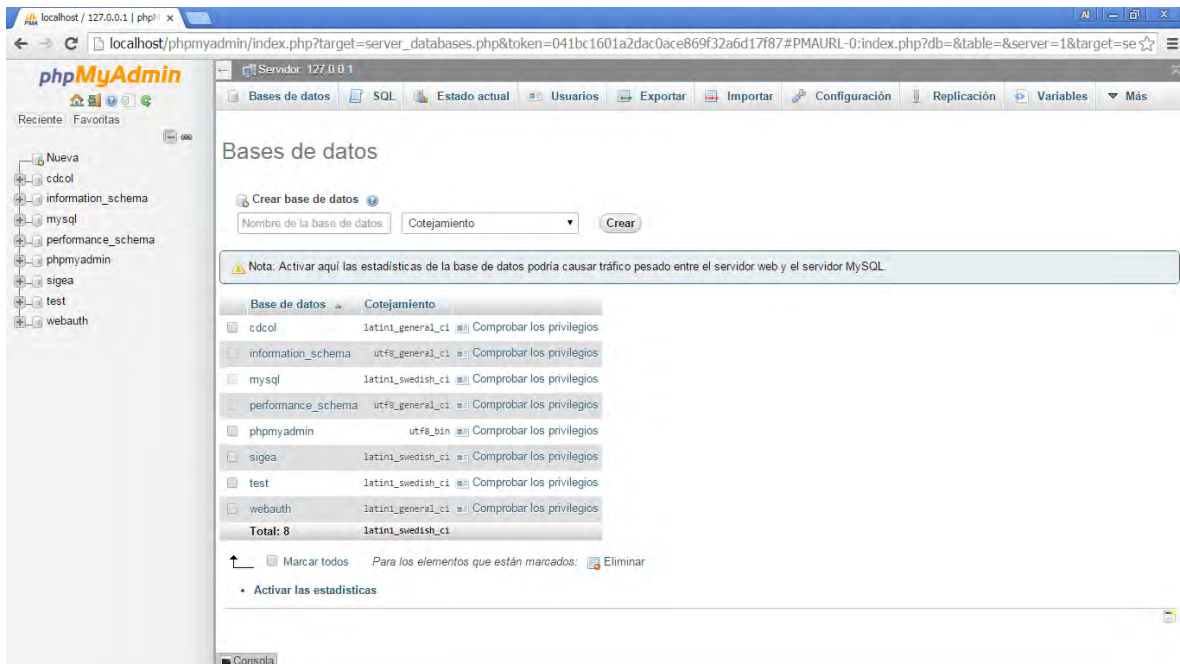 localhost / 127.0.0.1 | phpM
localhost/phpmyadmin/index.php?target=server_databases.php&token=041bc1601a2dac0ace869f32a6d17f87#PMAURL-0:index.php?db=&table=&server=1&target=se
phpMyAdmin
Reciente Favoritas
Nueva
cdcol
information_schema
mysql
performance_schema
phpmyadmin
sigea
test
webauth
Servidor: 127.0.0.1
Bases de datos SQL Estado actual Usuarios Exportar Importar Configuración Replicación Variables Más
Bases de datos
Crear base de datos
Nombre de la base de datos Cotejamiento Crear
Nota: Activar aquí las estadísticas de la base de datos podría causar tráfico pesado entre el servidor web y el servidor MySQL.
Base de datos Cotejamiento
cdcol latin1_general_ci Comprobar los privilegios
information_schema utf8_general_ci Comprobar los privilegios
mysql latin1_swedish_ci Comprobar los privilegios
performance_schema utf8_general_ci Comprobar los privilegios
phpmyadmin utf8_bin Comprobar los privilegios
sigea latin1_swedish_ci Comprobar los privilegios
test latin1_swedish_ci Comprobar los privilegios
webauth latin1_general_ci Comprobar los privilegios
Total: 8 latin1_swedish_ci
Marcar todos Para los elementos que están marcados: Eliminar
• Activar las estadísticas
Consola